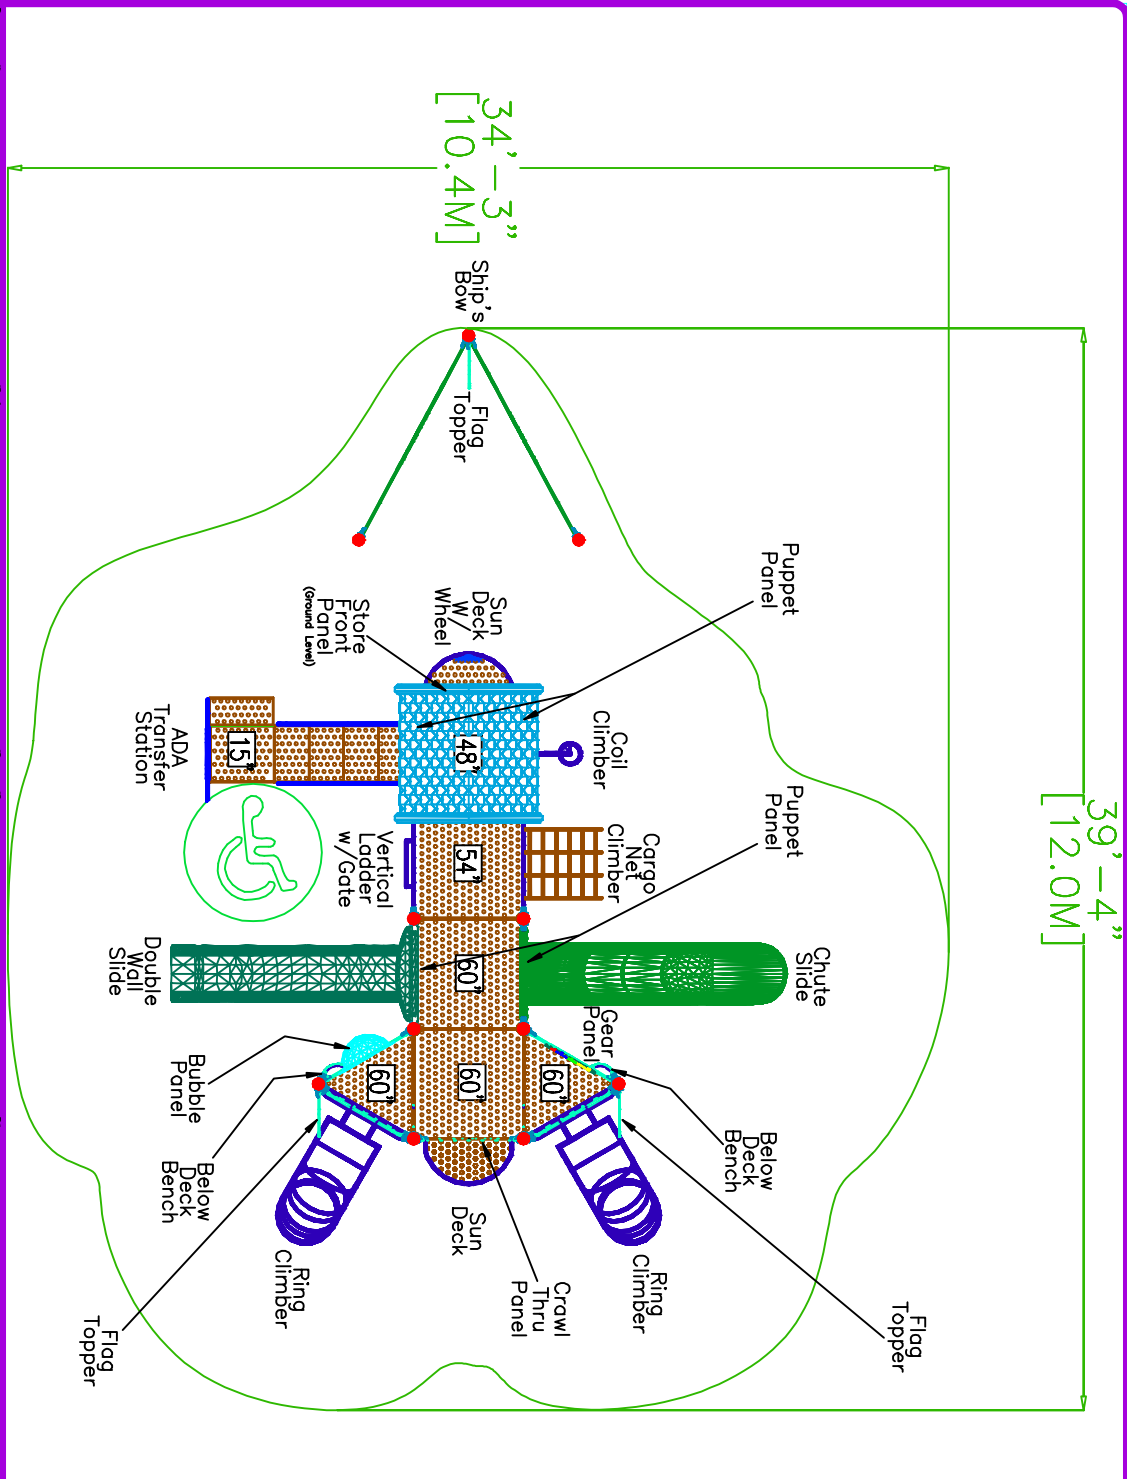 39'-4"
[12.0M]
34'-3"
[10.4M]
Ship's
Bow
Flag
Topper
Puppet
Panel
Sun
Deck
W/
Wheel
Store
Front
Panel
(Ground Level)
Coil
Climber
48"
15"
ADA
Transfer
Station
Puppet
Panel
Cargo
Net
Climber
54"
Vertical
Ladder
w/Gate
Chute
Slide
60"
Double
Wall
Slide
Gear
Panel
60"
60"
60"
Bubble
Panel
Below
Deck
Bench
Below
Deck
Bench
Sun
Deck
Ring
Climber
Ring
Climber
Crawl
Thru
Panel
Flag
Topper
Flag
Topper